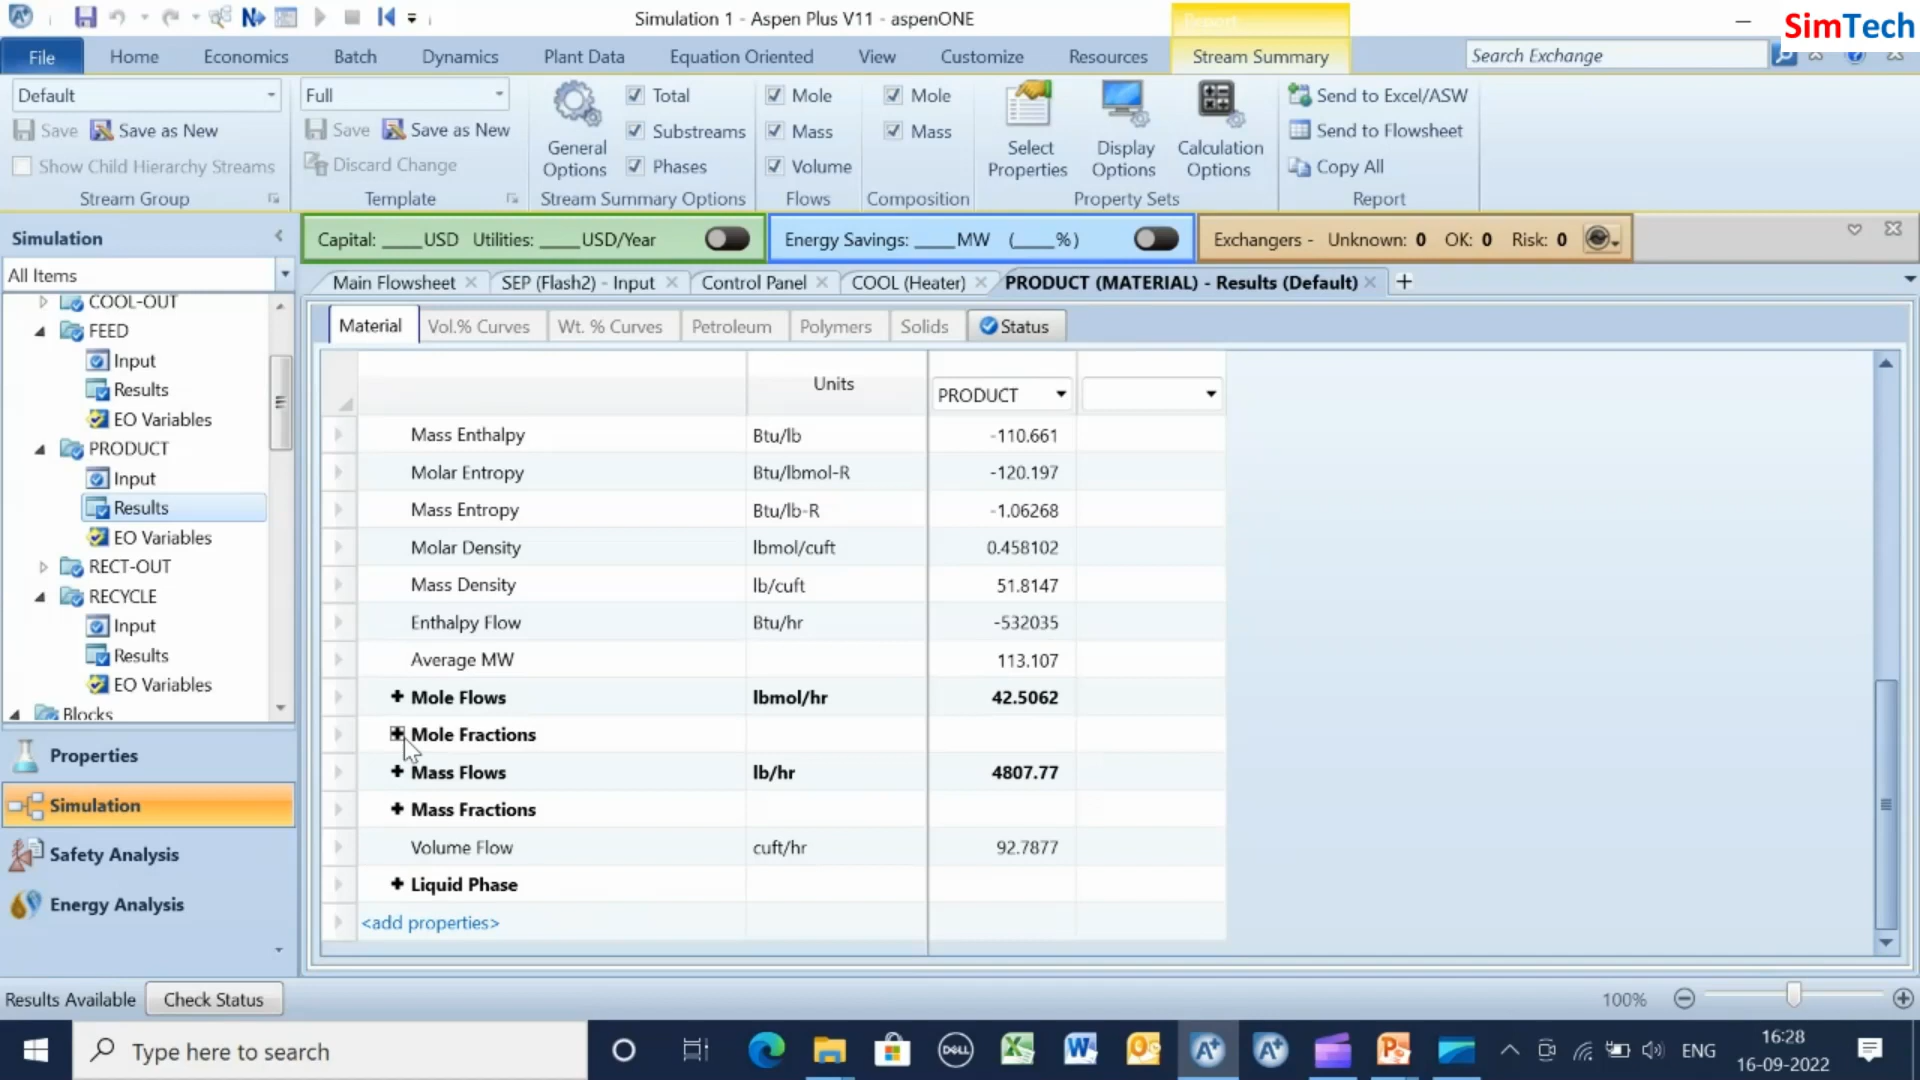 Simulation 1 - Aspen Plus V11 - aspenONE
SimTech
File Home Economics Batch Dynamics Plant Data Equation Oriented View Customize Resources Stream Summary Search Exchange
Default
Save Save as New
Show Child Hierarchy Streams
Stream Group
Full
Save Save as New
Discard Change
Template
General
Options
Total
Substreams
Phases
Stream Summary Options
Mole
Mass
Volume
Flows
Mole
Mass
Composition
Select
Properties
Display
Options
Calculation
Options
Property Sets
Send to Excel/ASW
Send to Flowsheet
Copy All
Report
Simulation
Capital: ____USD Utilities: ____USD/Year
Energy Savings: ____MW (____%)
Exchangers - Unknown: 0 OK: 0 Risk: 0
All Items
Main Flowsheet SEP (Flash2) - Input Control Panel COOL (Heater) PRODUCT (MATERIAL) - Results (Default) +
COOL-OUT
FEED
Input
Results
EO Variables
PRODUCT
Input
Results
EO Variables
RECT-OUT
RECYCLE
Input
Results
EO Variables
Blocks
Properties
Simulation
Safety Analysis
Energy Analysis
Material Vol.% Curves Wt. % Curves Petroleum Polymers Solids Status
Units PRODUCT
Mass Enthalpy Btu/lb -110.661
Molar Entropy Btu/lbmol-R -120.197
Mass Entropy Btu/lb-R -1.06268
Molar Density lbmol/cuft 0.458102
Mass Density lb/cuft 51.8147
Enthalpy Flow Btu/hr -532035
Average MW 113.107
+ Mole Flows lbmol/hr 42.5062
+ Mole Fractions
+ Mass Flows lb/hr 4807.77
+ Mass Fractions
Volume Flow cuft/hr 92.7877
+ Liquid Phase
<add properties>
Results Available Check Status 100%
Type here to search
DELL
ENG
16:28
16-09-2022